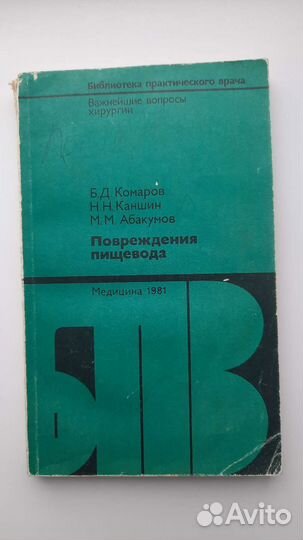 Библиотека практического врача
Важнейшие вопросы
хирургии
Б.Д. Комаров
Н.Н. Каншин
М.М. Абакумов
Повреждения
пищевода
Медицина 1981
БПВ
Avito